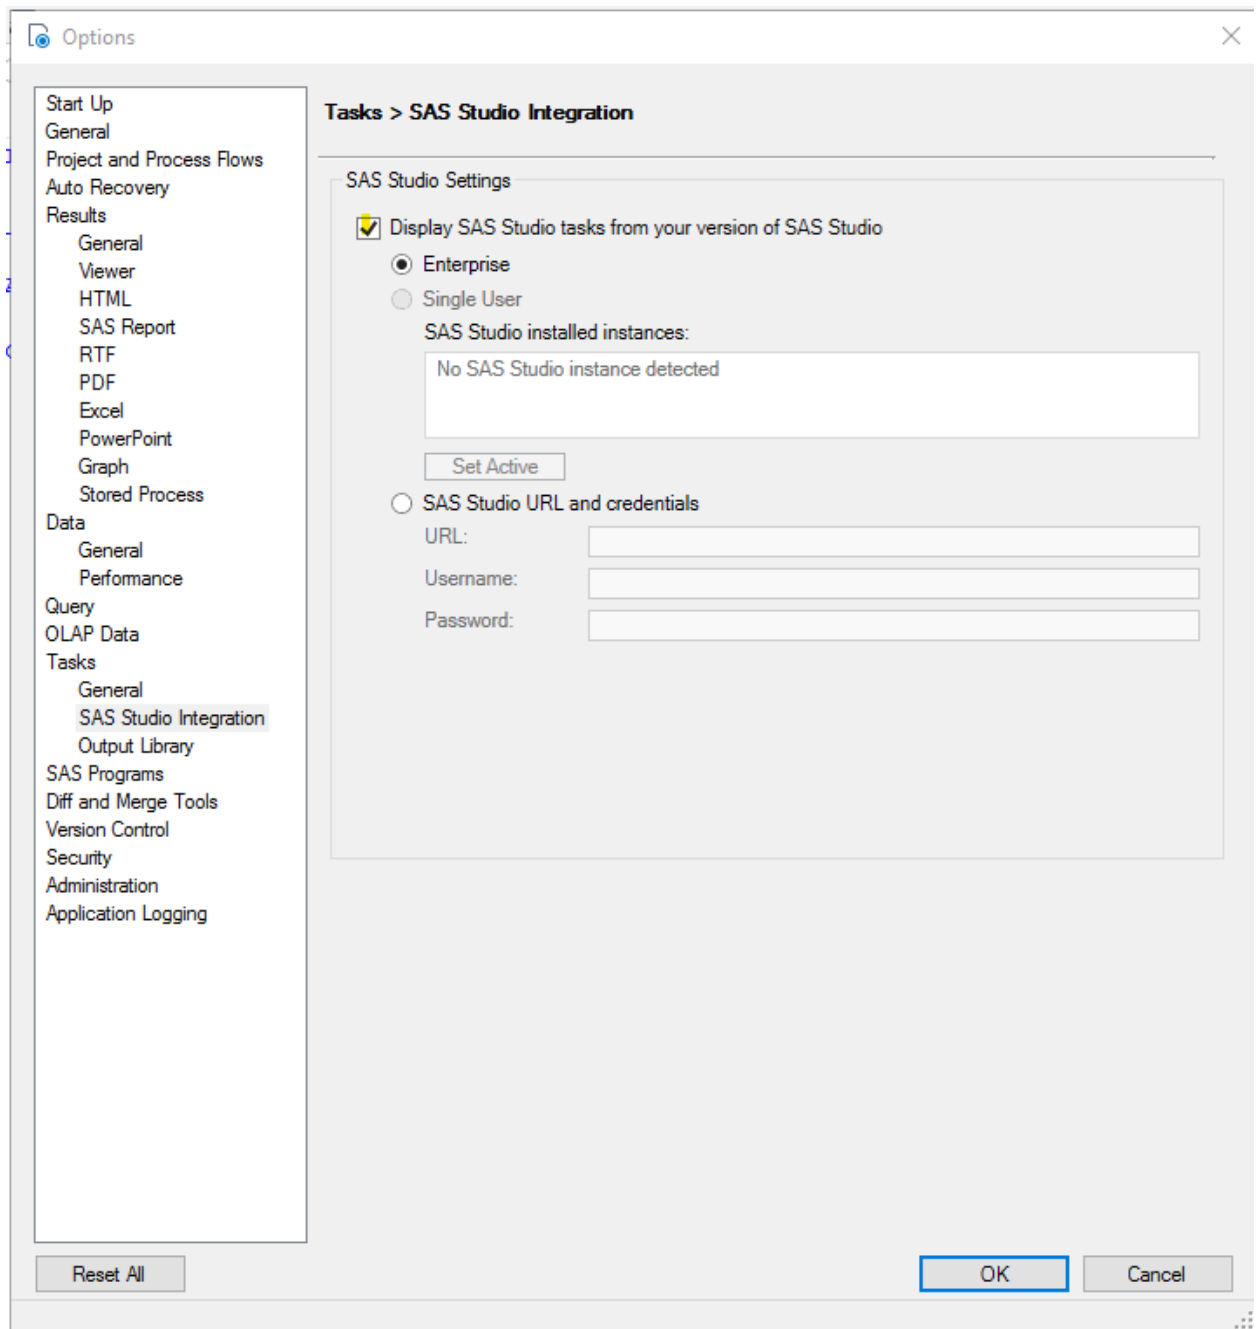 Options
Start Up
General
Project and Process Flows
Auto Recovery
Results
General
Viewer
HTML
SAS Report
RTF
PDF
Excel
PowerPoint
Graph
Stored Process
Data
General
Performance
Query
OLAP Data
Tasks
General
SAS Studio Integration
Output Library
SAS Programs
Diff and Merge Tools
Version Control
Security
Administration
Application Logging
Tasks > SAS Studio Integration
SAS Studio Settings
Display SAS Studio tasks from your version of SAS Studio
Enterprise
Single User
SAS Studio installed instances:
No SAS Studio instance detected
Set Active
SAS Studio URL and credentials
URL:
Username:
Password:
Reset All
OK
Cancel